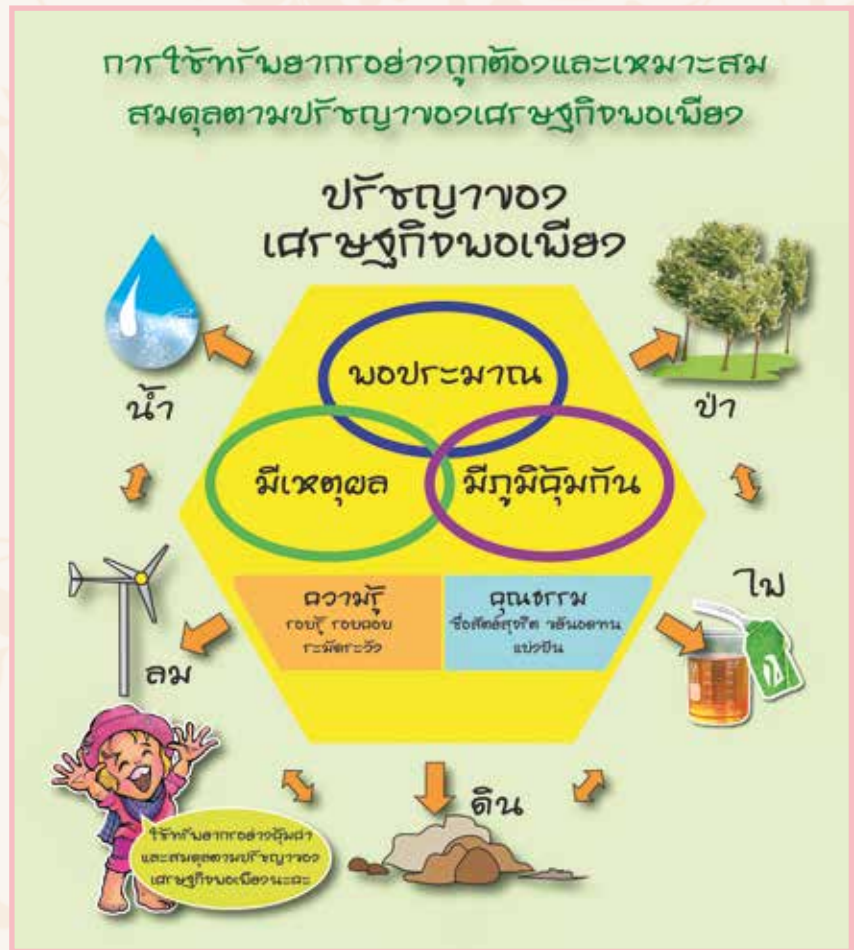 การใช้ทรัพยากรอย่างถูกต้องและเหมาะสม
สมดุลตามปรัชญาของเศรษฐกิจพอเพียง
ปรัชญาของ
เศรษฐกิจพอเพียง
พอประมาณ
มีเหตุผล
มีภูมิคุ้มกัน
ความรู้
รอบรู้ รอบคอบ
ระมัดระวัง
คุณธรรม
ซื่อสัตย์สุจริต ขยันอดทน
แบ่งปัน
น้ำ
ป่า
ลม
ไฟ
ดิน
ใช้ทรัพยากรอย่างคุ้มค่า
และสมดุลตามปรัชญาของ
เศรษฐกิจพอเพียงนะคะ